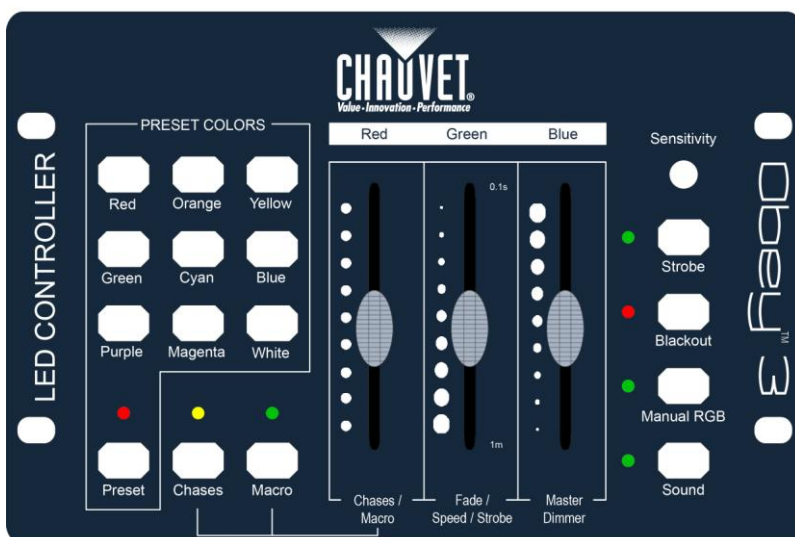 CHAUVET®
Value-Innovation-Performance
LED CONTROLLER
PRESET COLORS
Red
Orange
Yellow
Green
Cyan
Blue
Purple
Magenta
White
Preset
Chases
Macro
Red
Green
Blue
0.1s
1m
Chases /
Macro
Fade /
Speed / Strobe
Master
Dimmer
Sensitivity
Strobe
Blackout
Manual RGB
Sound
Obey™ 3